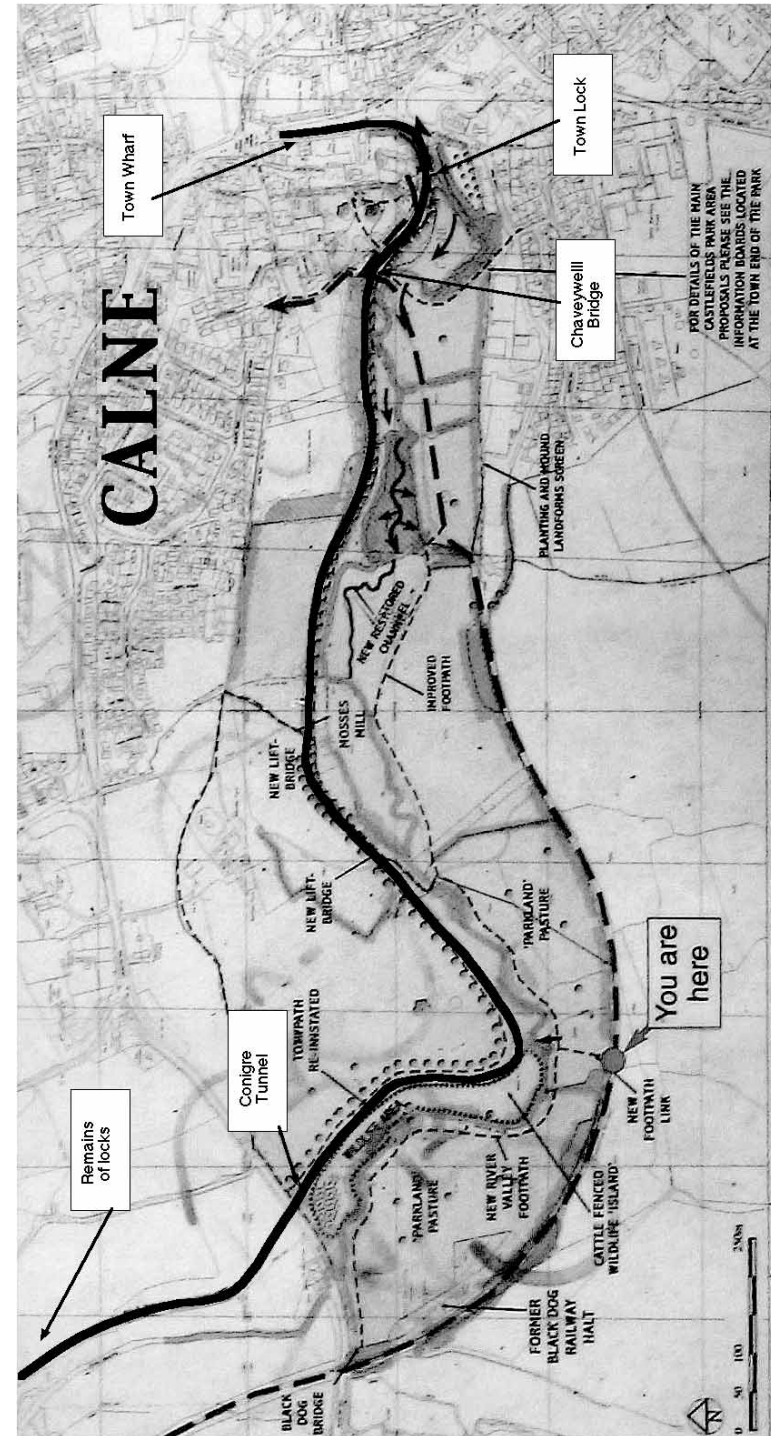 CALNE
Town Wharf
Town Lock
Chaveywelll
Bridge
FOR DETAILS OF THE MAIN
CASTLEFIELDS PARK AREA
PROPOSALS PLEASE SEE THE
INFORMATION BOARDS LOCATED
AT THE TOWN END OF THE PARK
PLANTING AND MOUND
LANDFORMS SCREEN
NEW RESTORED
CHANNEL
IMPROVED
FOOTPATH
MOSSES
MILL
NEW LIFT-
BRIDGE
NEW LIFT-
BRIDGE
'PARKLAND'
PASTURE
You are
here
NEW
FOOTPATH
LINK
TOWPATH
RE-INNSTATED
Conigre
Tunnel
Remains
of locks
'PARKLAND'
PASTURE
NEW RIVER
VALLEY
FOOTPATH
CATTLE FENCED
WILDLIFE 'ISLAND'
FORMER
BLACK DOG
RAILWAY
HALT
BLACK
DOG
BRIDGE
N
0 50 100 250m